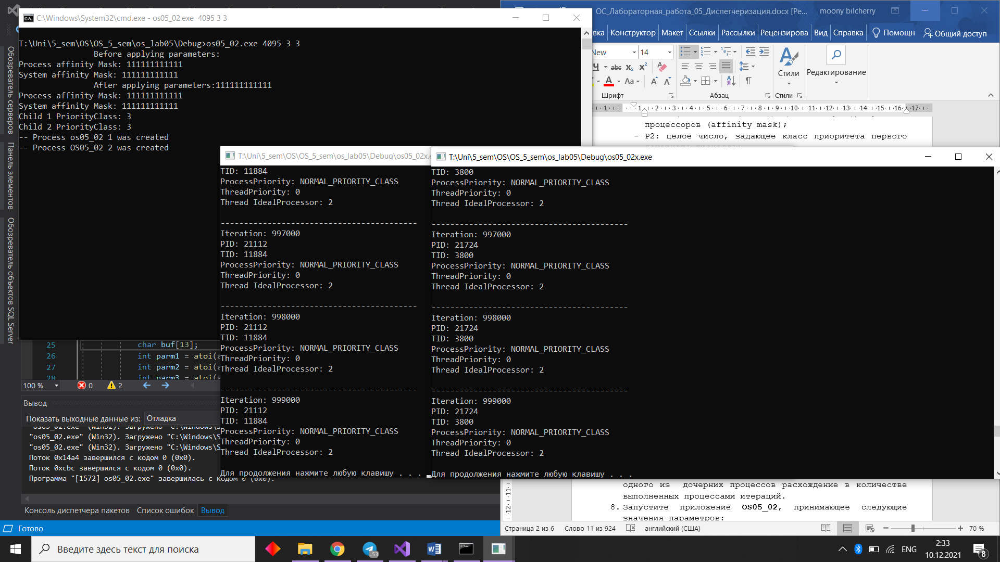 C:\Windows\System32\cmd.exe - os05_02.exe  4095 3 3
T:\Uni\5_sem\OS\OS_5_sem\os_lab05\Debug>os05_02.exe 4095 3 3
Before applying parameters:
Process affinity Mask: 111111111111
System affinity Mask: 111111111111
After applying parameters:111111111111
Process affinity Mask: 111111111111
System affinity Mask: 111111111111
Child 1 PriorityClass: 3
Child 2 PriorityClass: 3
-- Process os05_02 1 was created
-- Process OS05_02 2 was created
Обозреватель серверов
Панель элементов
Обозреватель объектов SQL Server
ОС_Лабораторная_работа_05_Диспетчеризация.docx [Ре...
moony bilcherry
вка Конструктор Макет Ссылки Рассылки Рецензирова Вид Справка Помощн Общий доступ
New 14
Стили
Редактирование
Шрифт Абзац Стили
процессоров (affinity mask);
- P2: целое число, задающее класс приоритета первого
T:\Uni\5_sem\OS\OS_5_sem\os_lab05\Debug\os05_02x.e
TID: 11884
ProcessPriority: NORMAL_PRIORITY_CLASS
ThreadPriority: 0
Thread IdealProcessor: 2
------------------------------------------
Iteration: 997000
PID: 21112
TID: 11884
ProcessPriority: NORMAL_PRIORITY_CLASS
ThreadPriority: 0
Thread IdealProcessor: 2
------------------------------------------
Iteration: 998000
PID: 21112
TID: 11884
ProcessPriority: NORMAL_PRIORITY_CLASS
ThreadPriority: 0
Thread IdealProcessor: 2
------------------------------------------
Iteration: 999000
PID: 21112
TID: 11884
ProcessPriority: NORMAL_PRIORITY_CLASS
ThreadPriority: 0
Thread IdealProcessor: 2
Для продолжения нажмите любую клавишу . . .
T:\Uni\5_sem\OS\OS_5_sem\os_lab05\Debug\os05_02x.exe
TID: 3800
ProcessPriority: NORMAL_PRIORITY_CLASS
ThreadPriority: 0
Thread IdealProcessor: 2
------------------------------------------
Iteration: 997000
PID: 21724
TID: 3800
ProcessPriority: NORMAL_PRIORITY_CLASS
ThreadPriority: 0
Thread IdealProcessor: 2
------------------------------------------
Iteration: 998000
PID: 21724
TID: 3800
ProcessPriority: NORMAL_PRIORITY_CLASS
ThreadPriority: 0
Thread IdealProcessor: 2
------------------------------------------
Iteration: 999000
PID: 21724
TID: 3800
ProcessPriority: NORMAL_PRIORITY_CLASS
ThreadPriority: 0
Thread IdealProcessor: 2
Для продолжения нажмите любую клавишу . . .
25 char buf[13];
26 int parm1 = atoi(a
27 int parm2 = atoi(a
28 int parm3 = atoi(a
100 % 0 2
Вывод
Показать выходные данные из: Отладка
"os05_02.exe" (Win32). Загружено "C:\Windows\S
"os05_02.exe" (Win32). Загружено "C:\Windows\S
"os05_02.exe" (Win32). Загружено "C:\Windows\S
Поток 0x14a4 завершился с кодом 0 (0x0).
Поток 0xcbc завершился с кодом 0 (0x0).
Программа "[1572] os05_02.exe" завершилась с кодом 0 (0x0).
Консоль диспетчера пакетов Список ошибок Вывод
Готово
одного из дочерних процессов расхождение в количестве
выполненных процессами итераций.
8. Запустите приложение OS05_02, принимающее следующие
значения параметров:
Страница 2 из 6 Слово 11 из 924 английский (США) 70 %
Введите здесь текст для поиска
53
ENG
2:33
10.12.2021
8